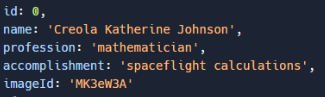 id: 0,
name: 'Creola Katherine Johnson',
profession: 'mathematician',
accomplishment: 'spaceflight calculations',
imageId: 'MK3eW3A'